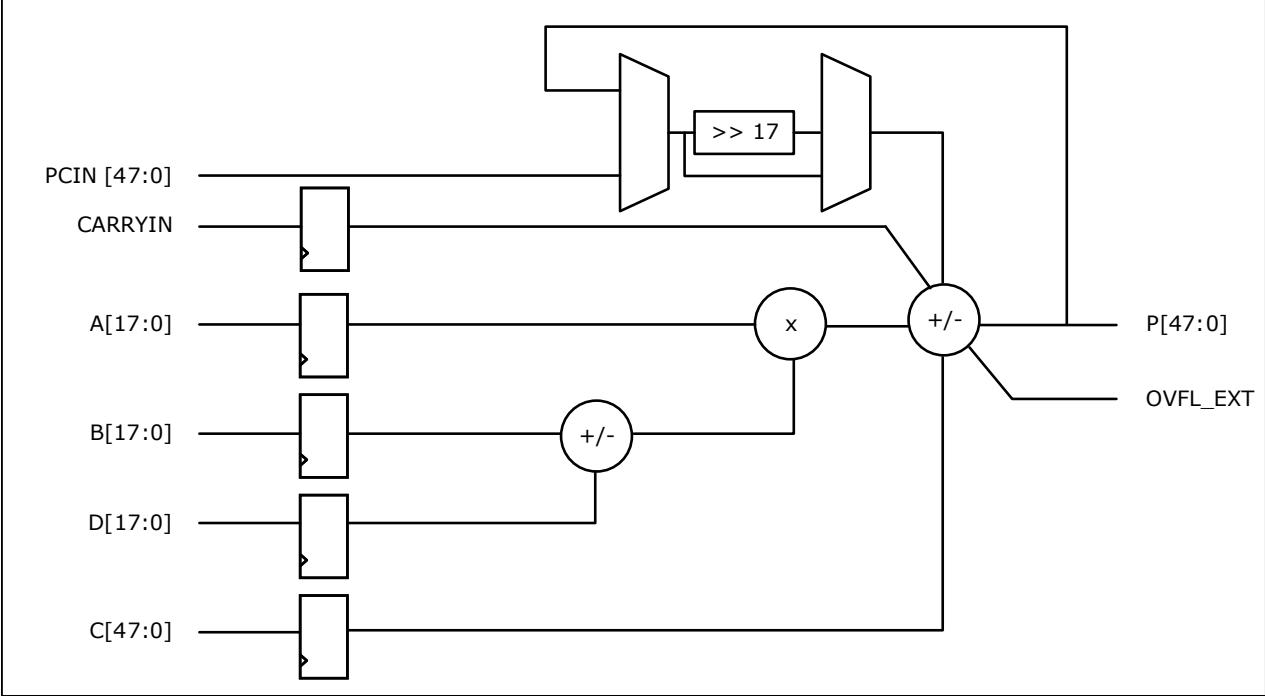 >> 17
PCIN [47:0]
CARRYIN
A[17:0]
x
+/-
P[47:0]
OVFL_EXT
B[17:0]
+/-
D[17:0]
C[47:0]